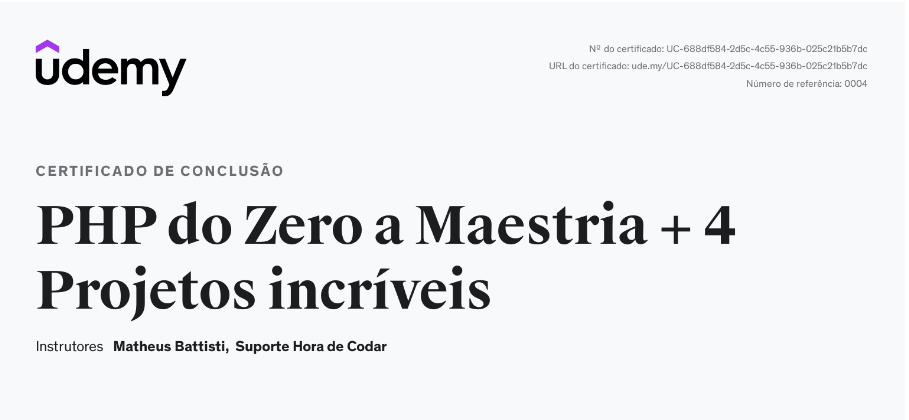 udemy
Nº do certificado: UC-688df584-2d5c-4c55-936b-025c21b5b7dc
URL do certificado: ude.my/UC-688df584-2d5c-4c55-936b-025c21b5b7dc
Número de referência: 0004
CERTIFICADO DE CONCLUSÃO
PHP do Zero a Maestria + 4
Projetos incríveis
Instrutores Matheus Battisti, Suporte Hora de Codar